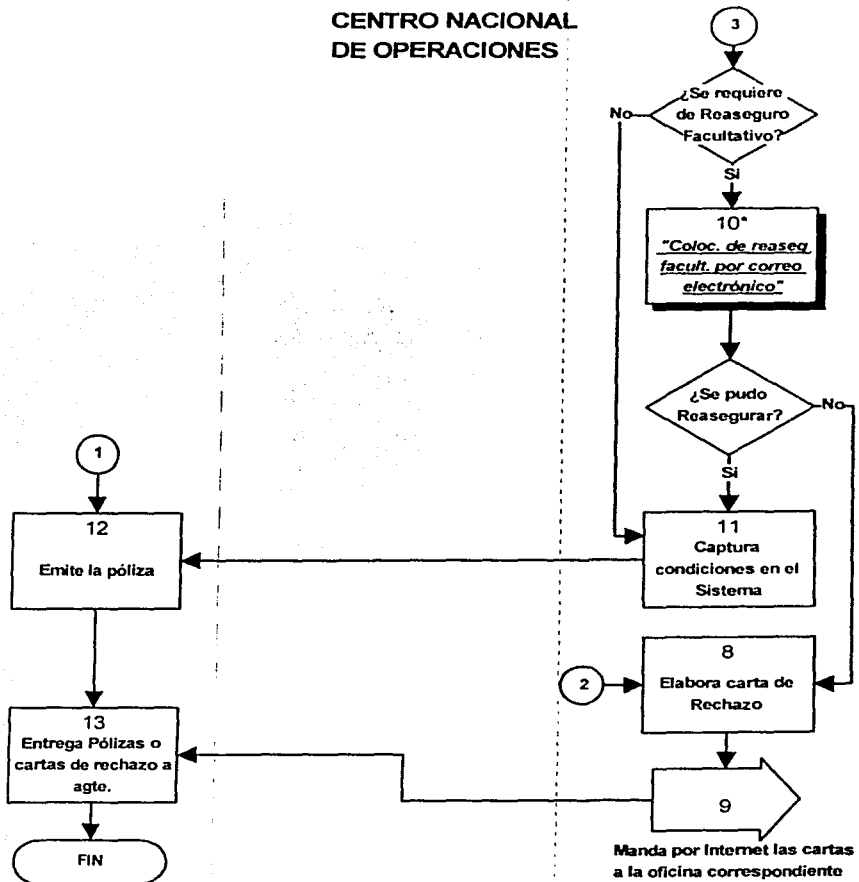 CENTRO NACIONAL
DE OPERACIONES
3
¿Se requiere
de Reaseguro
Facultativo?
No
Si
10*
"Coloc. de reaseg
facult. por correo
electrónico"
¿Se pudo
Reasegurar?
No
Si
1
12
Emite la póliza
11
Captura
condiciones en el
Sistema
2
8
Elabora carta de
Rechazo
13
Entrega Pólizas o
cartas de rechazo a
agte.
9
Manda por Internet las cartas
a la oficina correspondiente
FIN